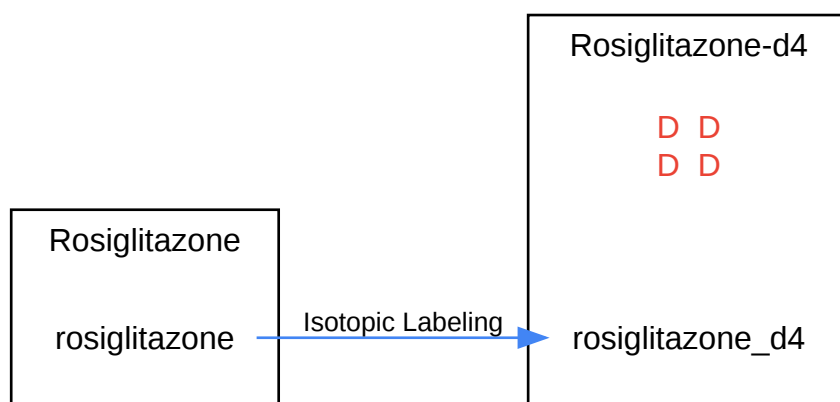 Rosiglitazone-d4
D D
D D
Rosiglitazone
rosiglitazone
Isotopic Labeling
rosiglitazone_d4